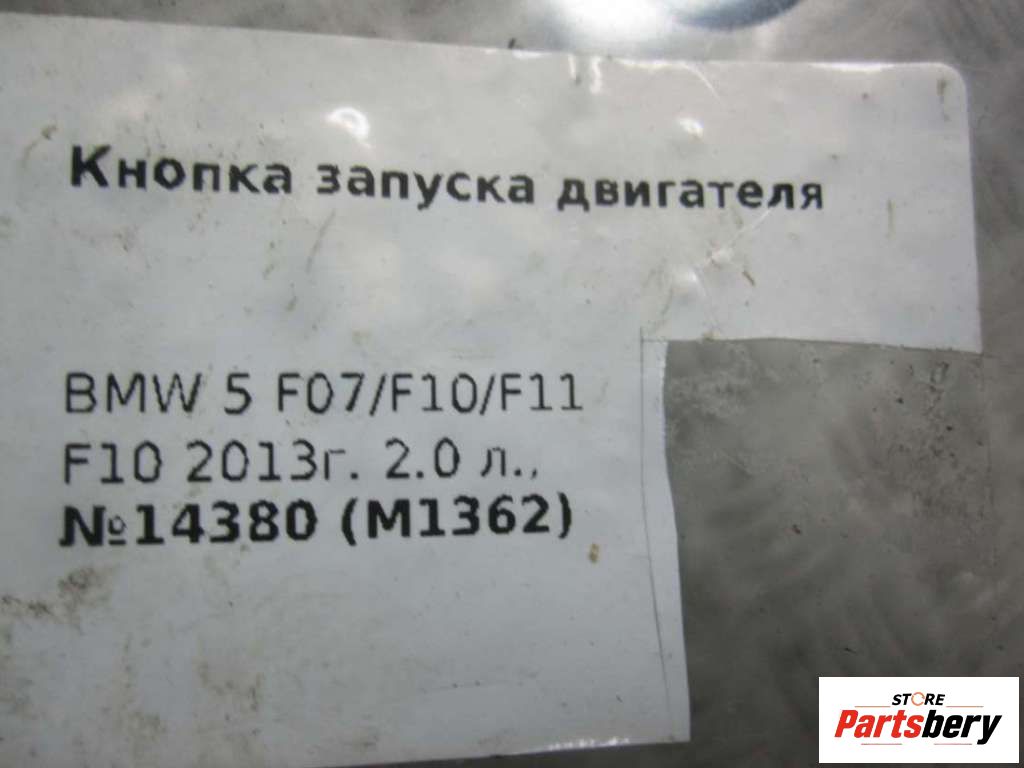 Кнопка запуска двигателя
BMW 5 F07/F10/F11
F10 2013г. 2.0 л.,
№14380 (M1362)
STORE
Partsbery